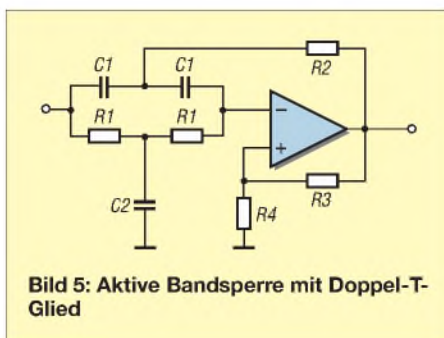 C1
C1
R2
R1
R1
−
+
C2
R4
R3
Bild 5: Aktive Bandsperre mit Doppel-T-
Glied